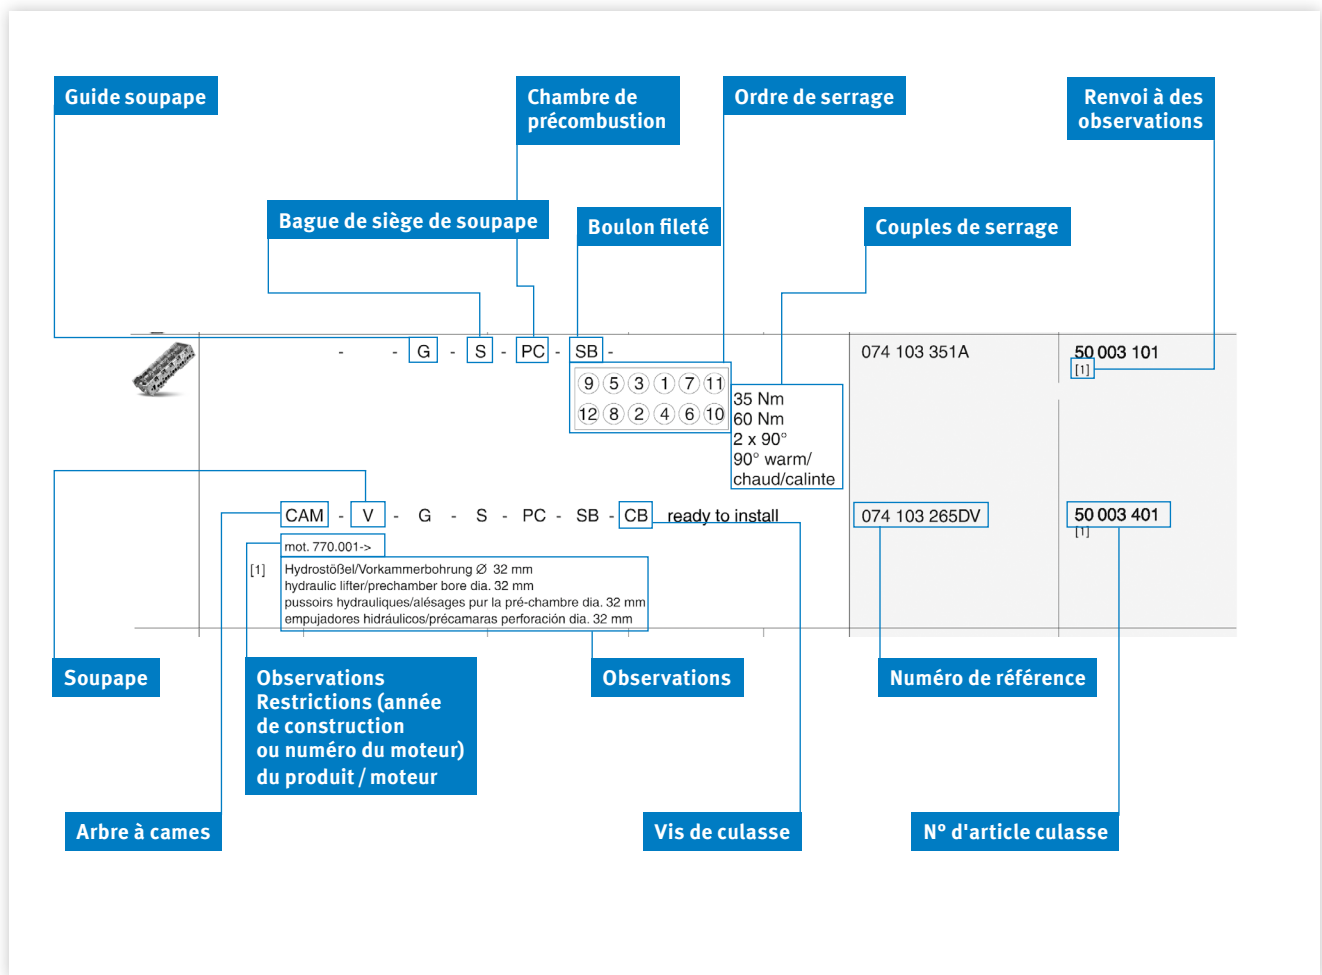 Guide soupape
Chambre de
précombustion
Ordre de serrage
Renvoi à des
observations
Bague de siège de soupape
Boulon fileté
Couples de serrage
- - G - S - PC - SB -
074 103 351A
50 003 101
[1]
9 5 3 1 7 11
12 8 2 4 6 10
35 Nm
60 Nm
2 x 90°
90° warm/
chaud/calinte
CAM - V - G - S - PC - SB - CB ready to install
074 103 265DV
50 003 401
[1]
mot. 770.001->
[1] Hydrostößel/Vorkammerbohrung Ø 32 mm
hydraulic lifter/prechamber bore dia. 32 mm
pussoirs hydrauliques/alésages pur la pré-chambre dia. 32 mm
empujadores hidráulicos/précamaras perforación dia. 32 mm
Soupape
Observations
Restrictions (année
de construction
ou numéro du moteur)
du produit / moteur
Observations
Numéro de référence
Arbre à cames
Vis de culasse
N° d'article culasse